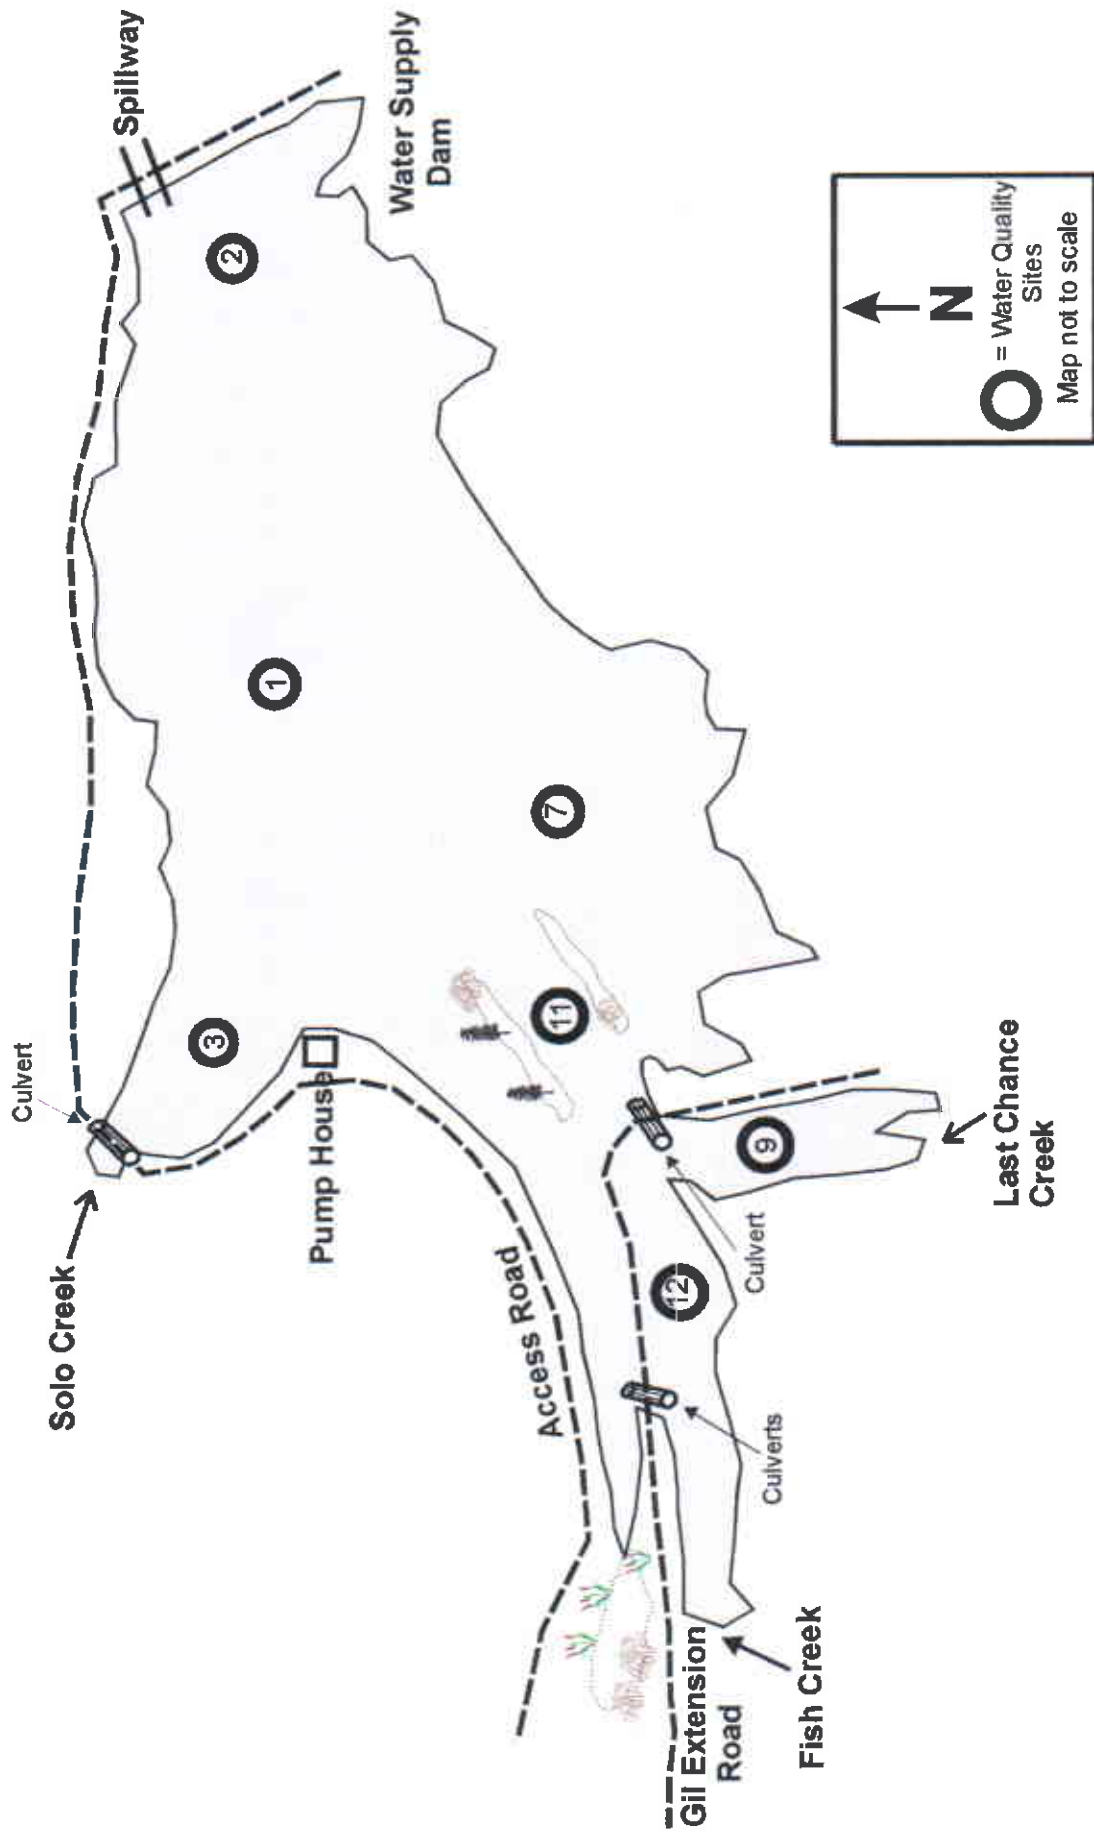 Solo Creek
Culvert
Spillway
2
1
3
Water Supply
Dam
Pump House
7
11
Access Road
9
12
Culvert
Last Chance
Creek
Culverts
Gil Extension
Road
Fish Creek
N
= Water Quality
Sites
Map not to scale